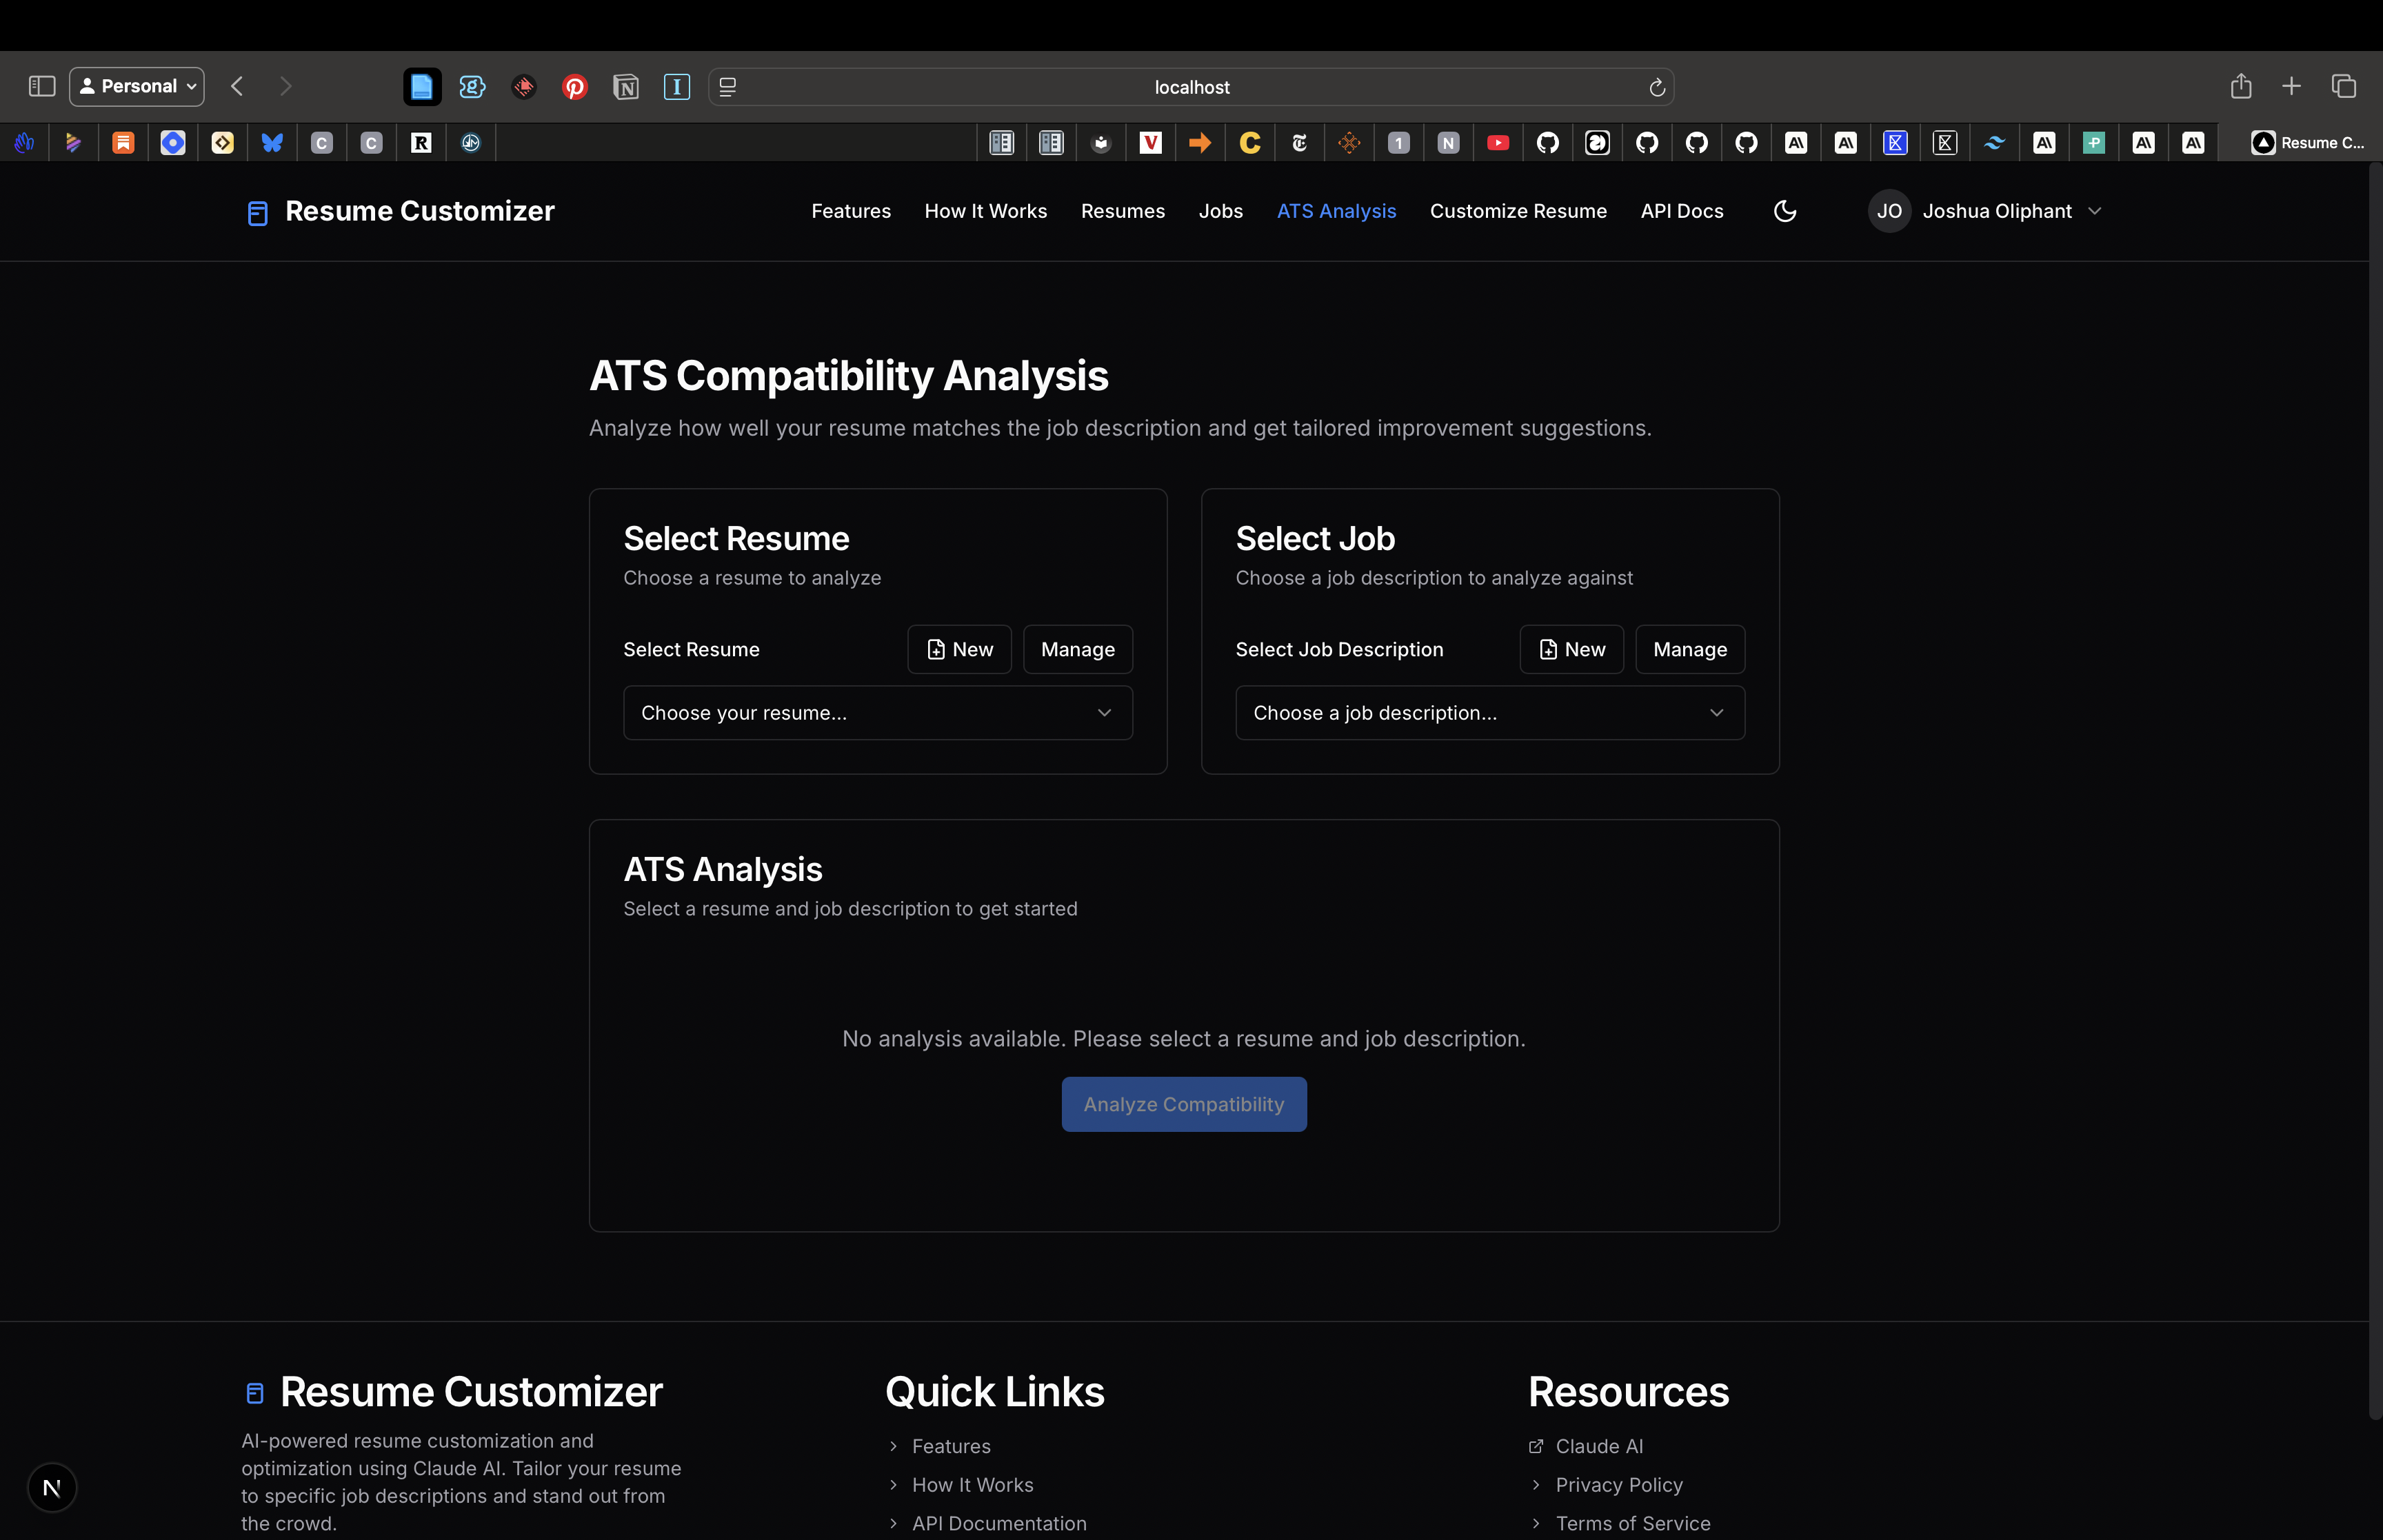 Personal
localhost
Resume C...
Resume Customizer
Features
How It Works
Resumes
Jobs
ATS Analysis
Customize Resume
API Docs
JO
Joshua Oliphant
ATS Compatibility Analysis
Analyze how well your resume matches the job description and get tailored improvement suggestions.
Select Resume
Choose a resume to analyze
Select Resume
New
Manage
Choose your resume...
Select Job
Choose a job description to analyze against
Select Job Description
New
Manage
Choose a job description...
ATS Analysis
Select a resume and job description to get started
No analysis available. Please select a resume and job description.
Analyze Compatibility
Resume Customizer
AI-powered resume customization and
optimization using Claude AI. Tailor your resume
to specific job descriptions and stand out from
the crowd.
Quick Links
Features
How It Works
API Documentation
Resources
Claude AI
Privacy Policy
Terms of Service
N